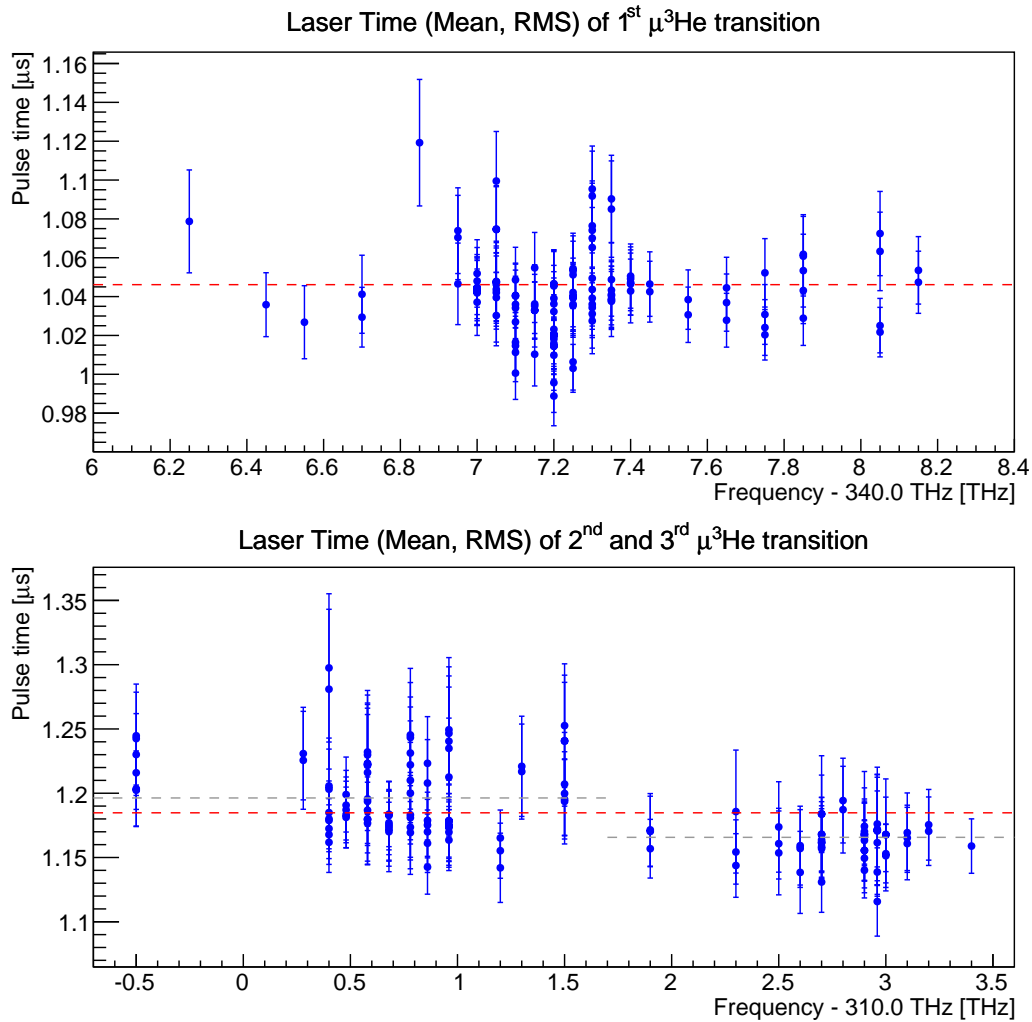 Laser Time (Mean, RMS) of 1st μ3He transition
Pulse time [μs]
1.16
1.14
1.12
1.1
1.08
1.06
1.04
1.02
1
0.98
6 6.2 6.4 6.6 6.8 7 7.2 7.4 7.6 7.8 8 8.2 8.4
Frequency - 340.0 THz [THz]
Laser Time (Mean, RMS) of 2nd and 3rd μ3He transition
Pulse time [μs]
1.35
1.3
1.25
1.2
1.15
1.1
-0.5 0 0.5 1 1.5 2 2.5 3 3.5
Frequency - 310.0 THz [THz]